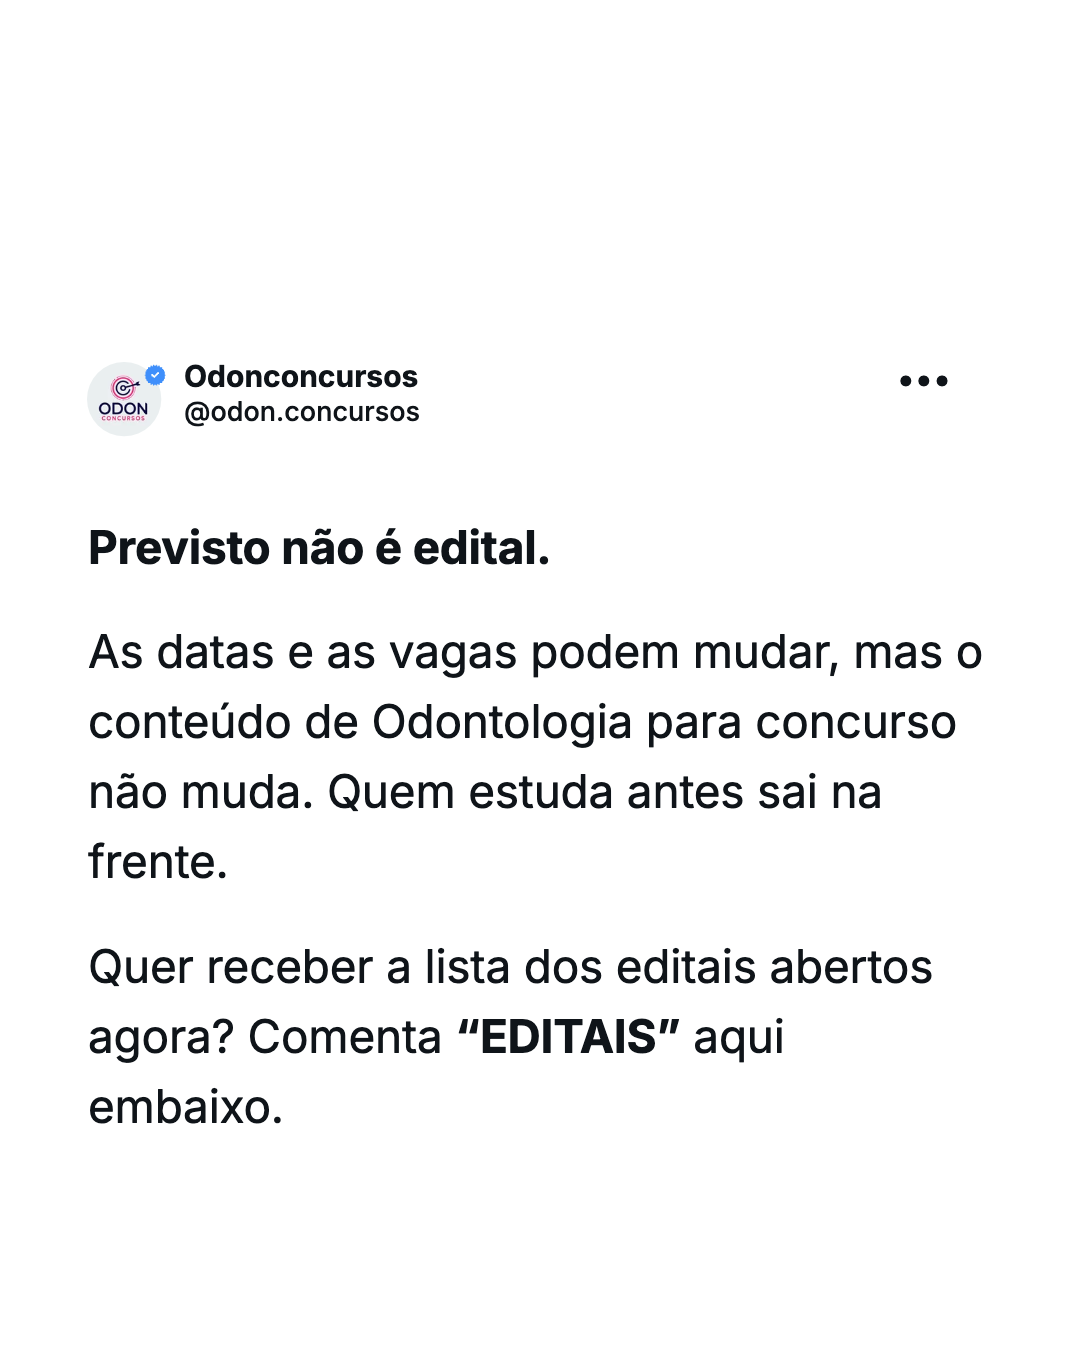 ODON
CONCURSOS
Odonconcursos
@odon.concursos
Previsto não é edital.
As datas e as vagas podem mudar, mas o
conteúdo de Odontologia para concurso
não muda. Quem estuda antes sai na
frente.
Quer receber a lista dos editais abertos
agora? Comenta “EDITAIS” aqui
embaixo.